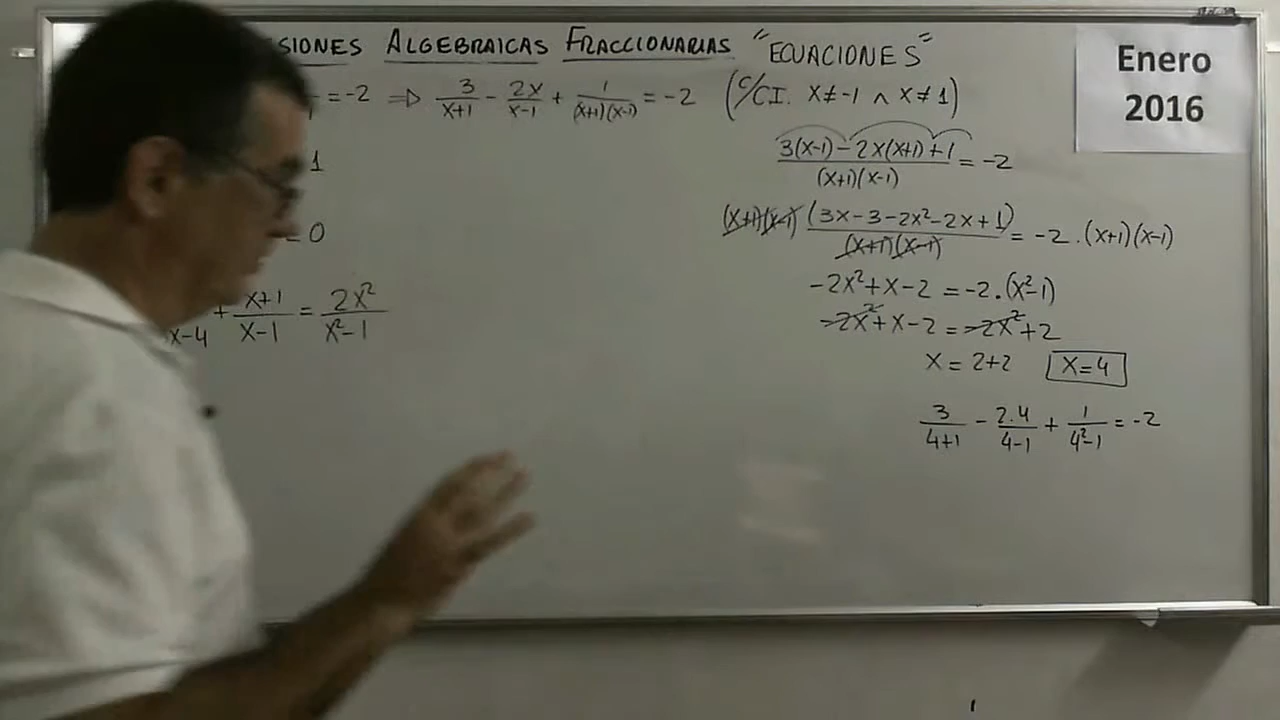 SIONES ALGEBRAICAS FRACCIONARIAS "ECUACIONES"
Enero
2016
= -2 ⇒ 3/(x+1) - 2x/(x-1) + 1/((x+1)(x-1)) = -2 (C/CI. x≠-1 ∧ x≠1)
1
= 0
x-4 + (x+1)/(x-1) = 2x²/(x²-1)
(3(x-1) - 2x(x+1) + 1)/((x+1)(x-1)) = -2
(x+1)(x-1) (3x-3-2x²-2x+1)/((x+1)(x-1)) = -2.(x+1)(x-1)
-2x²+x-2 = -2.(x²-1)
-2x²+x-2 = -2x²+2
x = 2+2 x=4
3/(4+1) - 2.4/(4-1) + 1/(4²-1) = -2